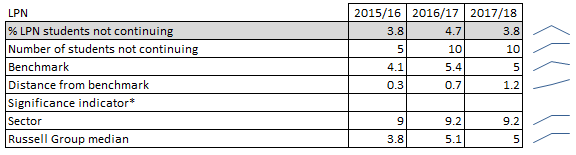 LPN 2015/16 2016/17 2017/18
% LPN students not continuing 3.8 4.7 3.8
Number of students not continuing 5 10 10
Benchmark 4.1 5.4 5
Distance from benchmark 0.3 0.7 1.2
Significance indicator*
Sector 9 9.2 9.2
Russell Group median 3.8 5.1 5